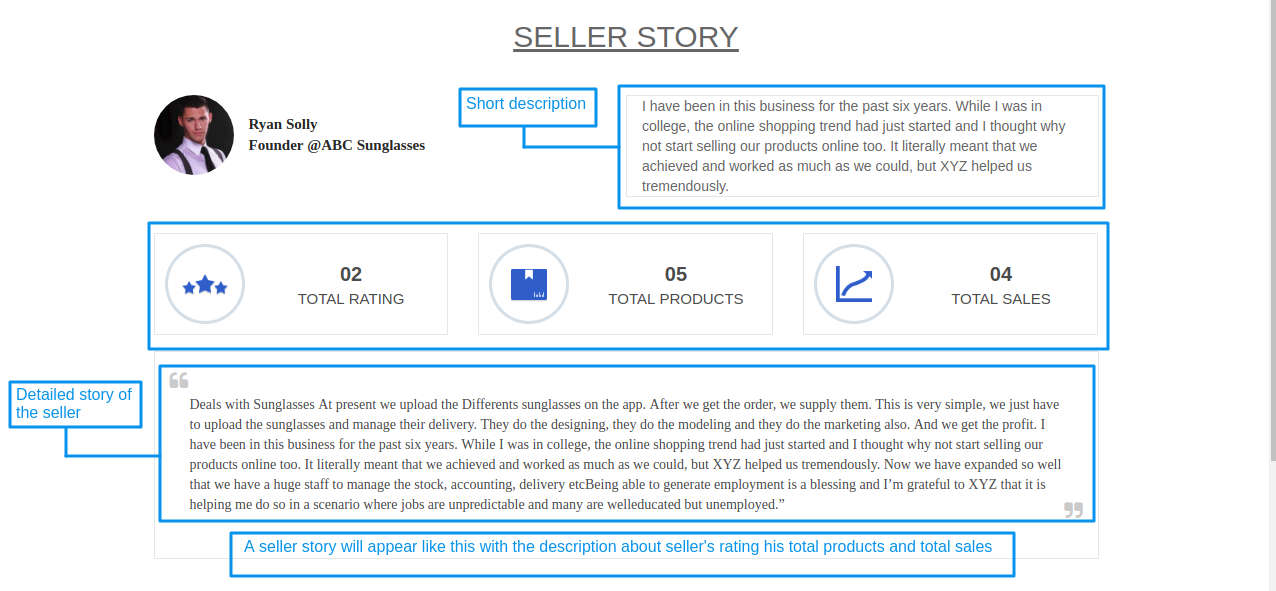 SELLER STORY
Ryan Solly
Founder @ABC Sunglasses
Short description
I have been in this business for the past six years. While I was in
college, the online shopping trend had just started and I thought why
not start selling our products online too. It literally meant that we
achieved and worked as much as we could, but XYZ helped us
tremendously.
02
TOTAL RATING
05
TOTAL PRODUCTS
04
TOTAL SALES
Detailed story of
the seller
“
Deals with Sunglasses At present we upload the Differents sunglasses on the app. After we get the order, we supply them. This is very simple, we just have
to upload the sunglasses and manage their delivery. They do the designing, they do the modeling and they do the marketing also. And we get the profit. I
have been in this business for the past six years. While I was in college, the online shopping trend had just started and I thought why not start selling our
products online too. It literally meant that we achieved and worked as much as we could, but XYZ helped us tremendously. Now we have expanded so well
that we have a huge staff to manage the stock, accounting, delivery etcBeing able to generate employment is a blessing and I’m grateful to XYZ that it is
helping me do so in a scenario where jobs are unpredictable and many are welleducated but unemployed.”
”
A seller story will appear like this with the description about seller's rating his total products and total sales